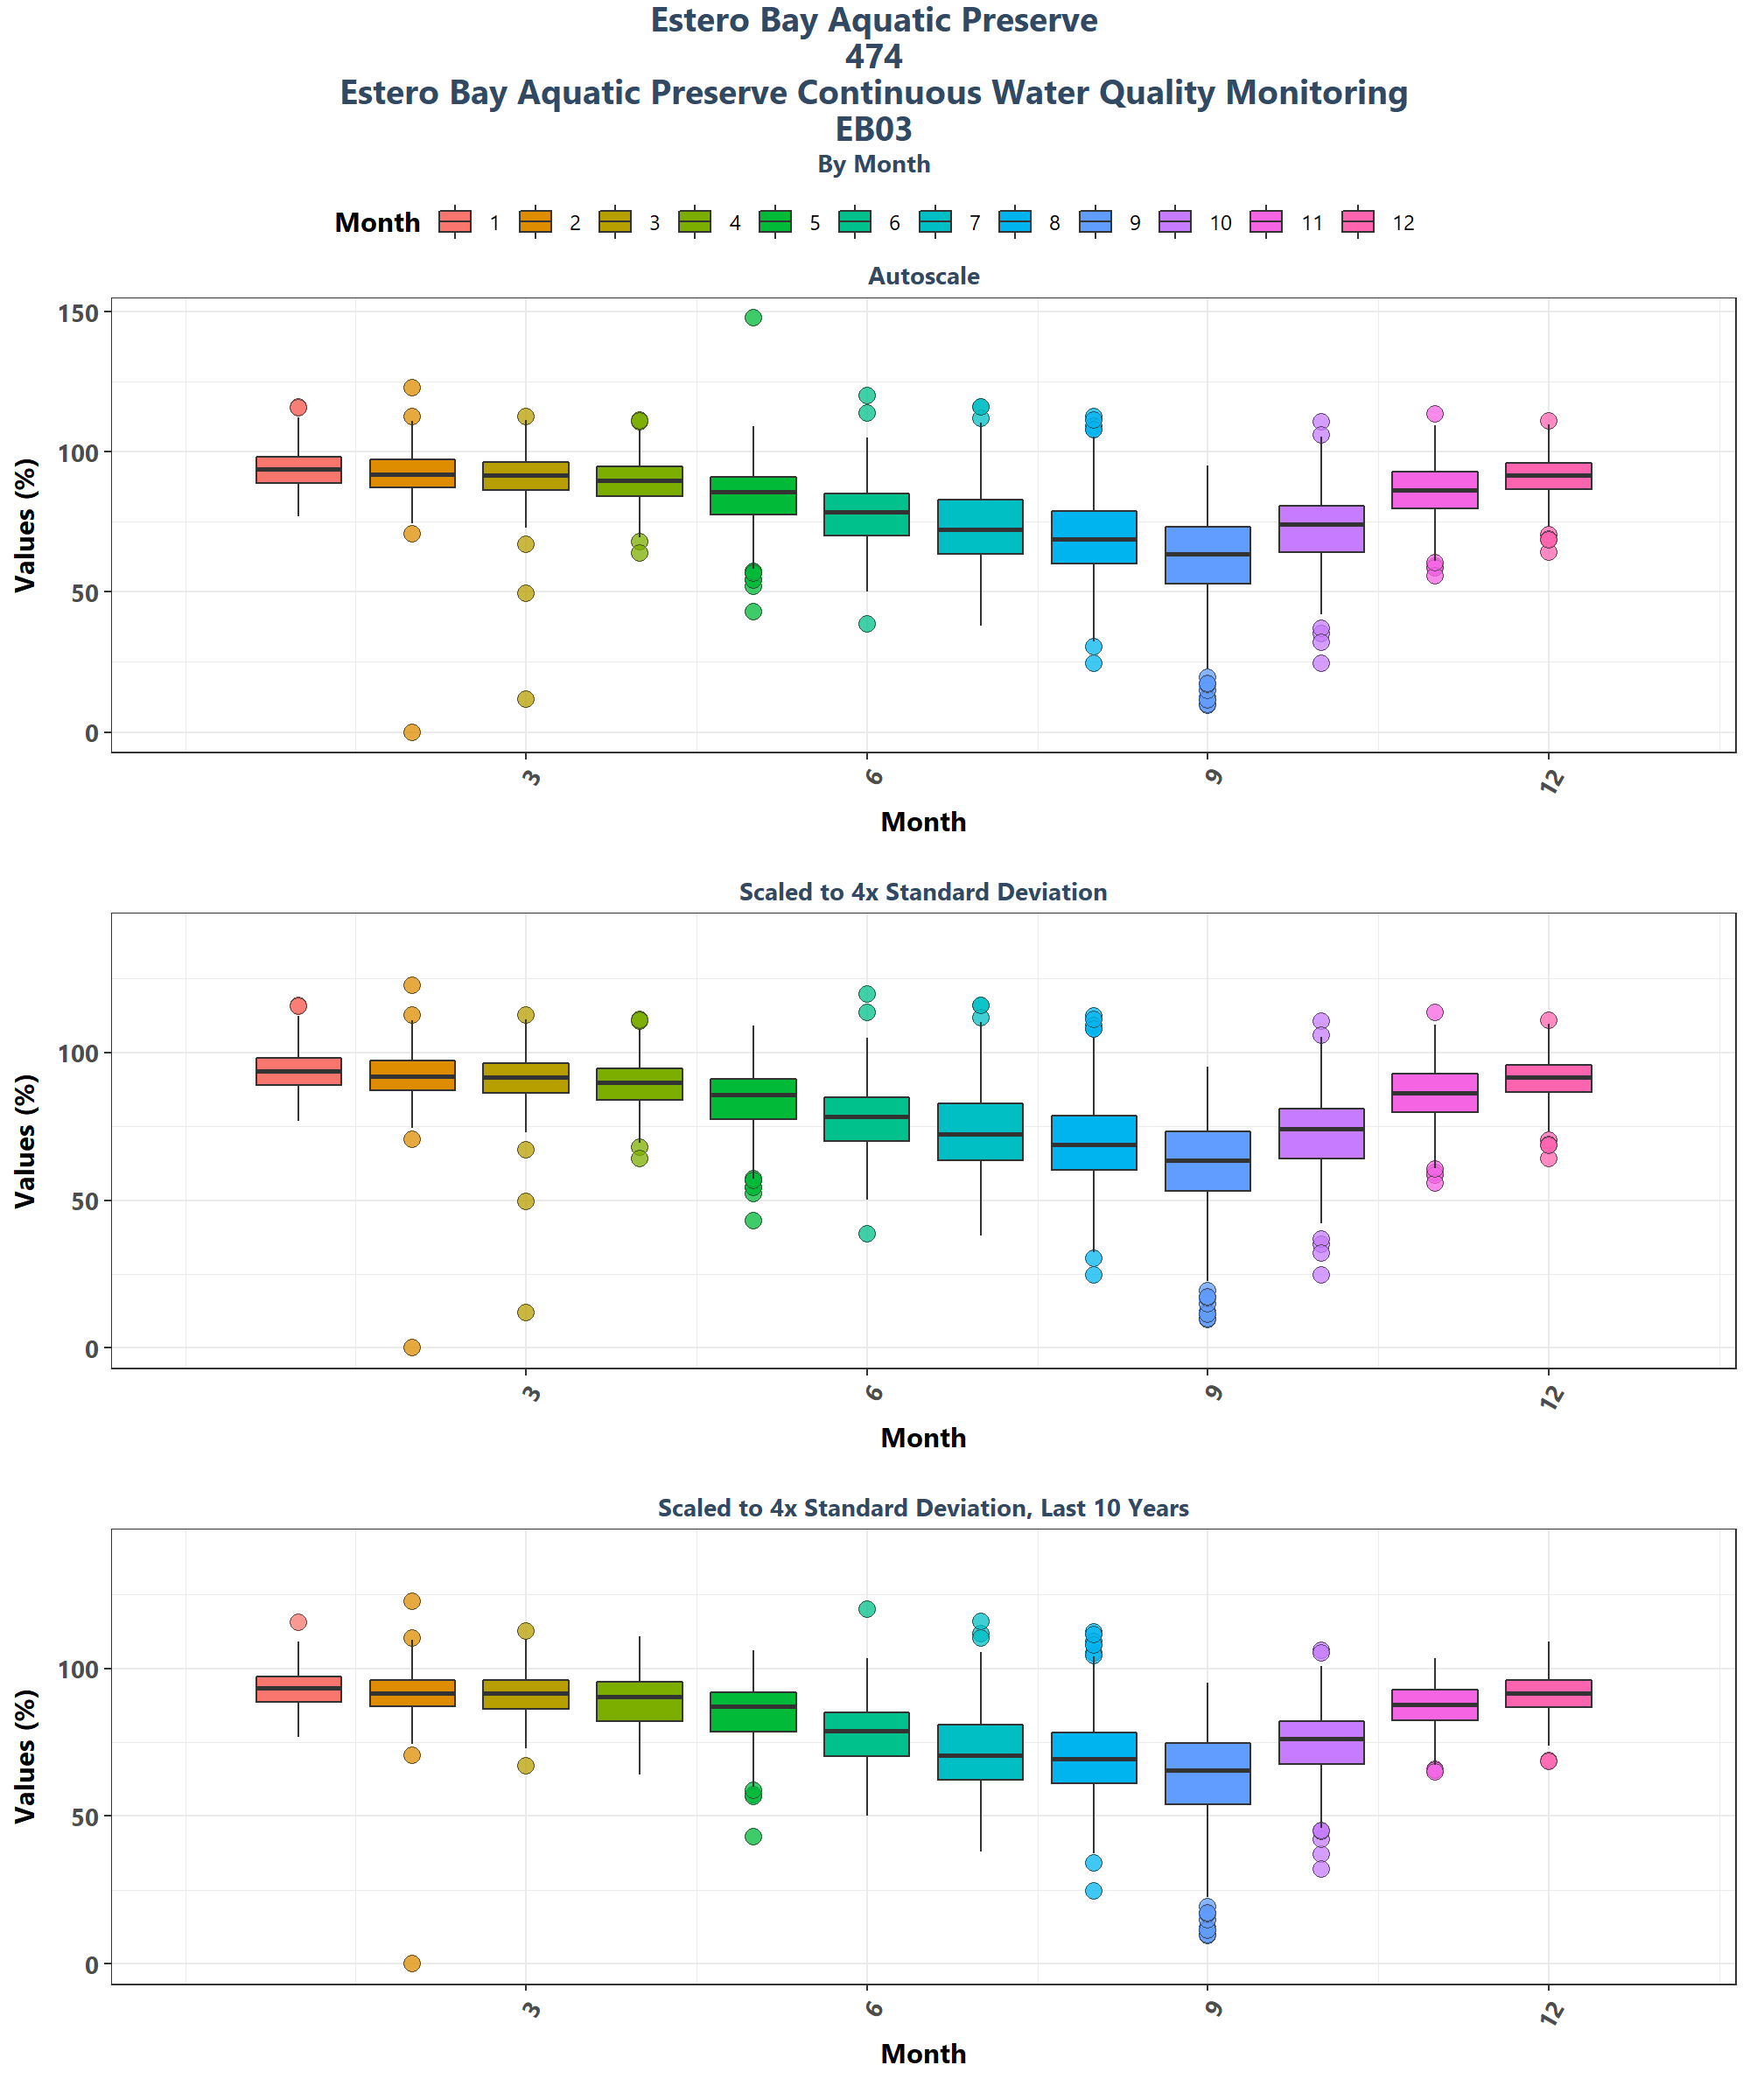 Estero Bay Aquatic Preserve
474
Estero Bay Aquatic Preserve Continuous Water Quality Monitoring
EB03
By Month
Month 1 2 3 4 5 6 7 8 9 10 11 12
Autoscale
150
100
50
0
Values (%)
3 6 9 12
Month
Scaled to 4x Standard Deviation
100
50
0
Values (%)
3 6 9 12
Month
Scaled to 4x Standard Deviation, Last 10 Years
100
50
0
Values (%)
3 6 9 12
Month